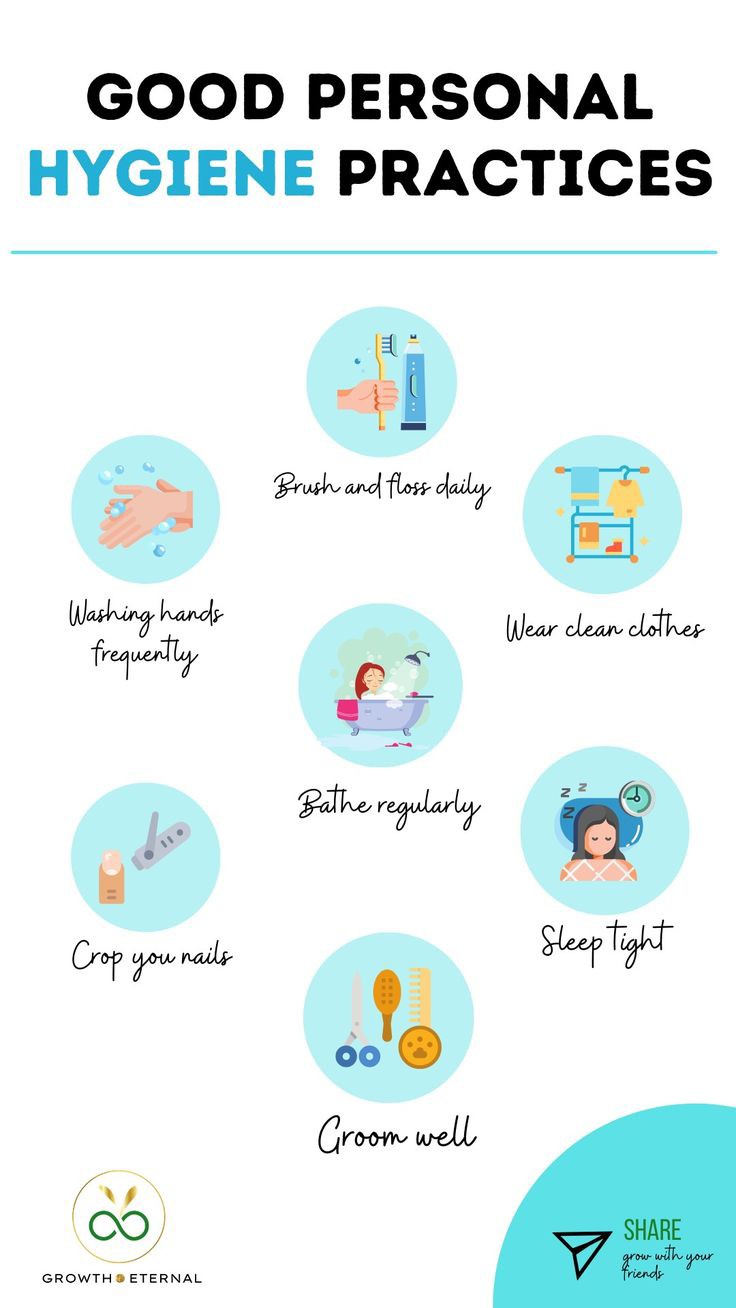 GOOD PERSONAL
HYGIENE PRACTICES
Brush and floss daily
Washing hands
frequently
Wear clean clothes
Bathe regularly
Crop you nails
Sleep tight
Groom well
GROWTH ETERNAL
SHARE
grow with your
friends